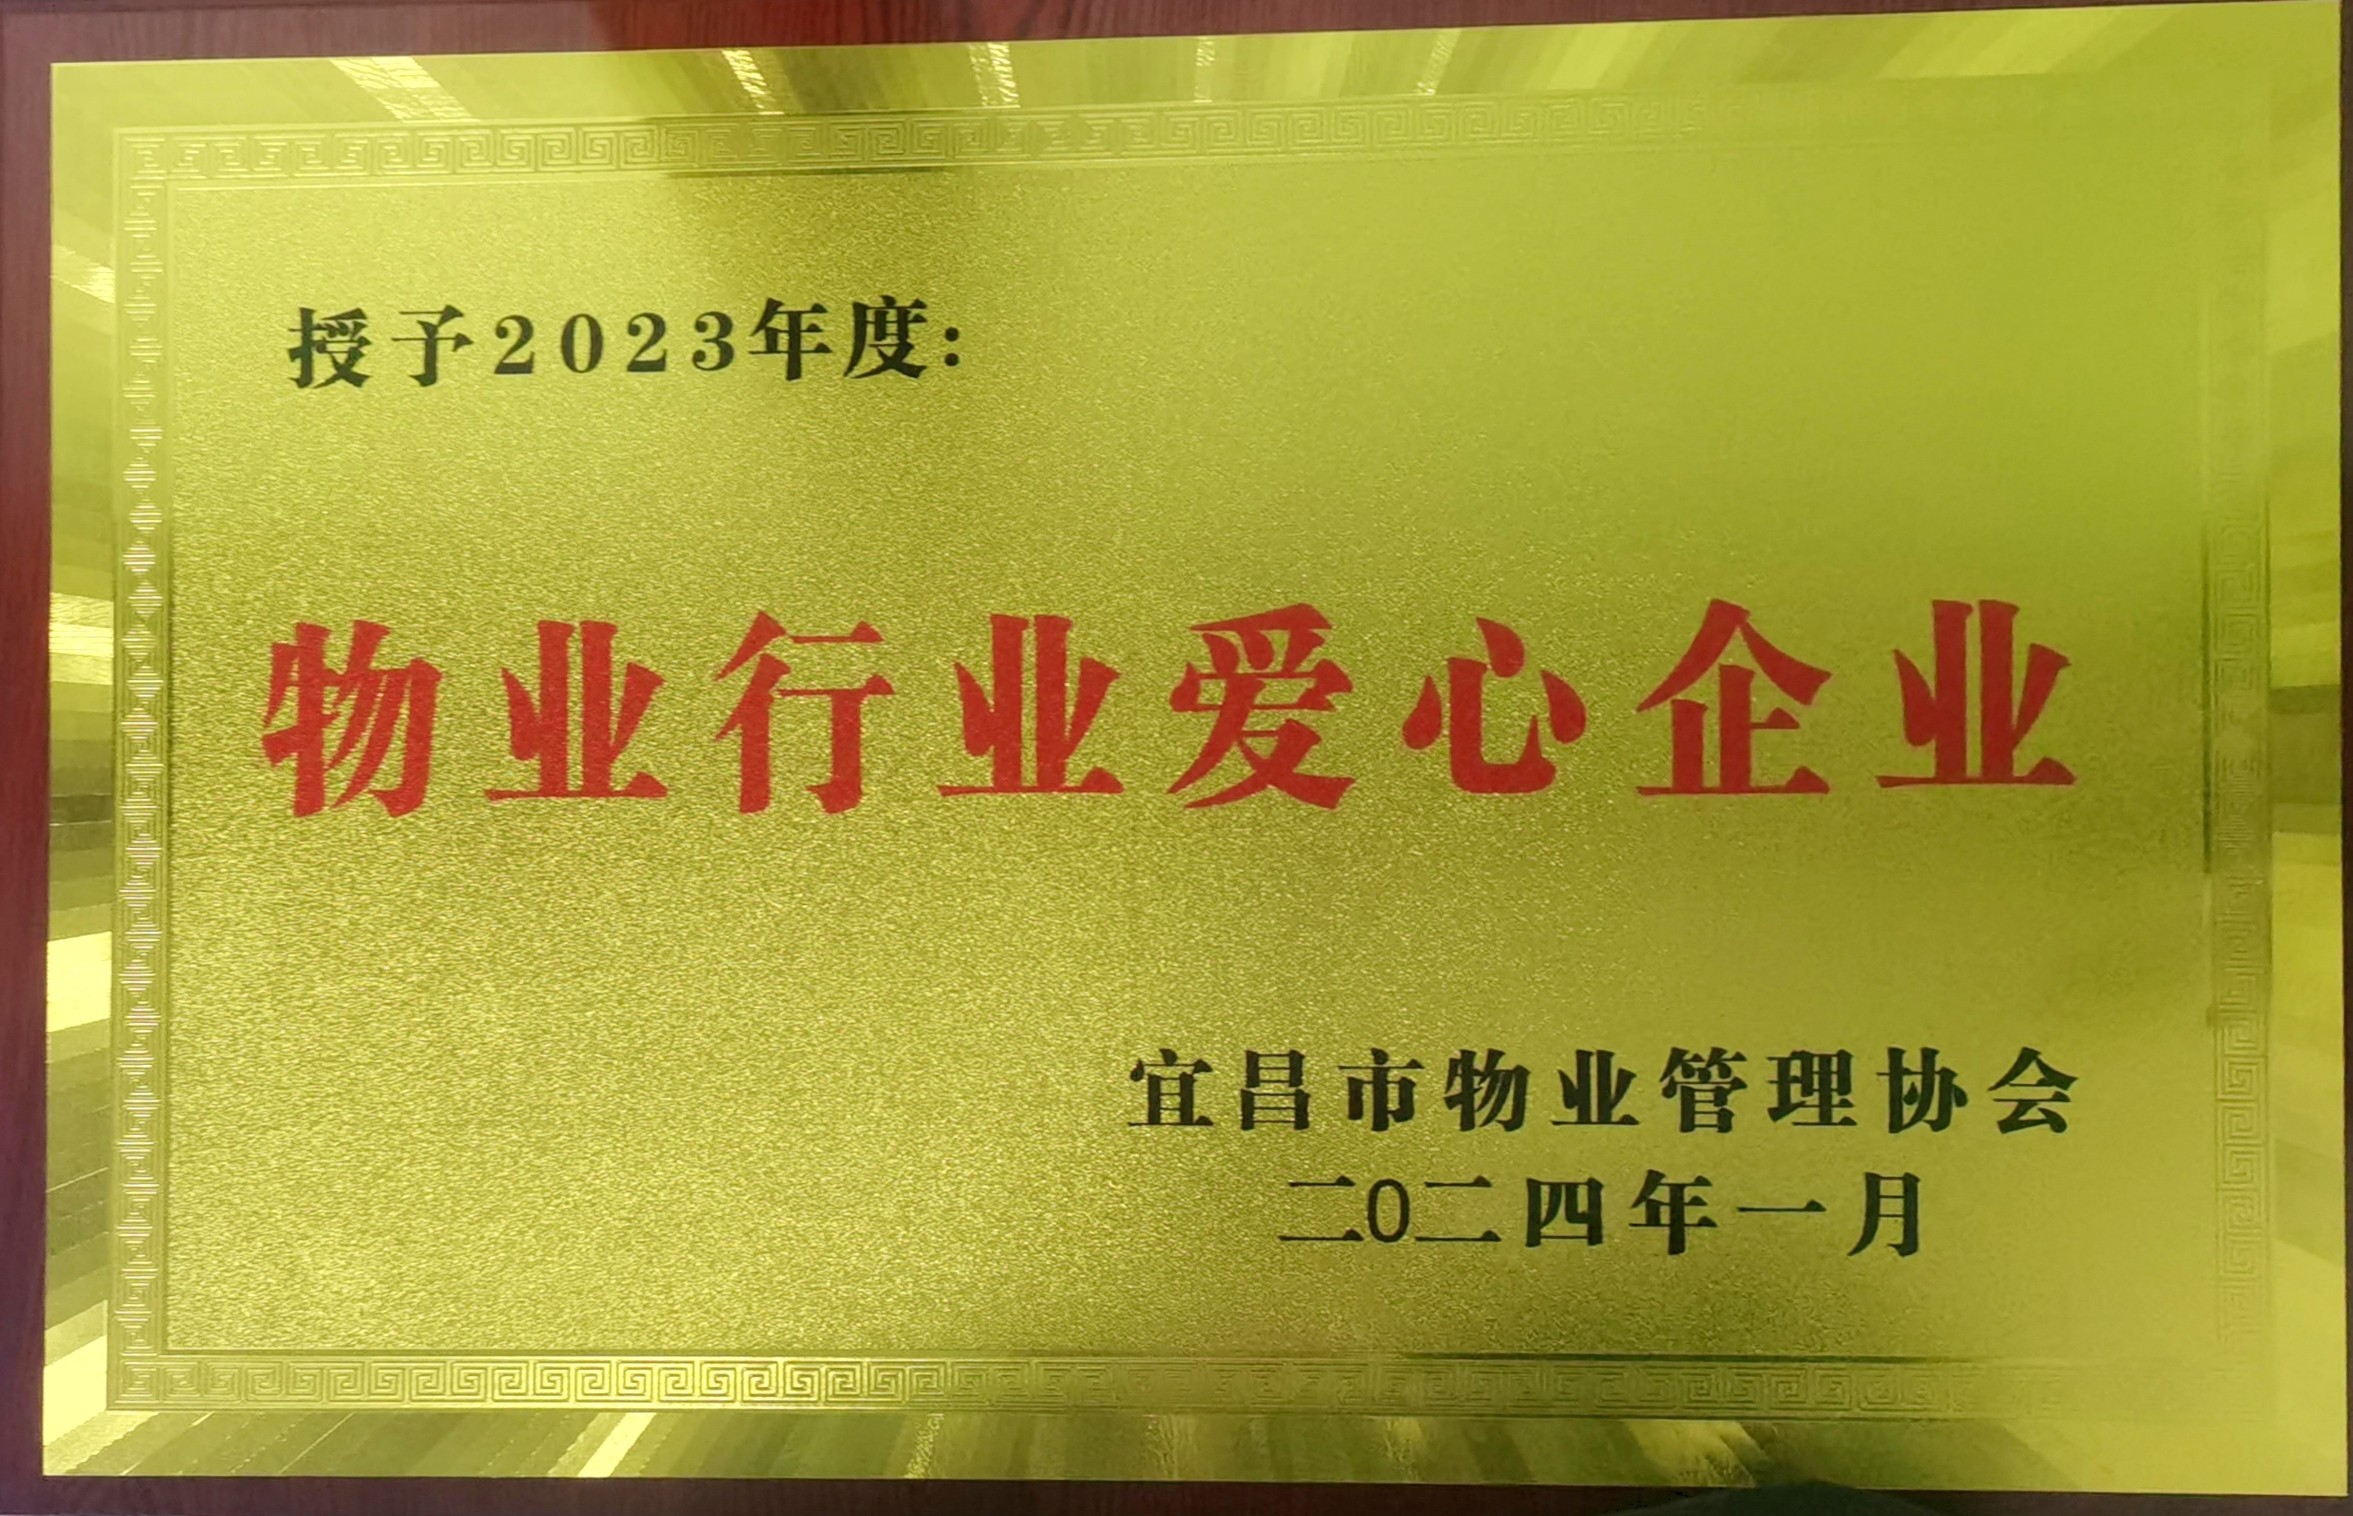 授予2023年度:
物业行业爱心企业
宜昌市物业管理协会
二0二四年一月